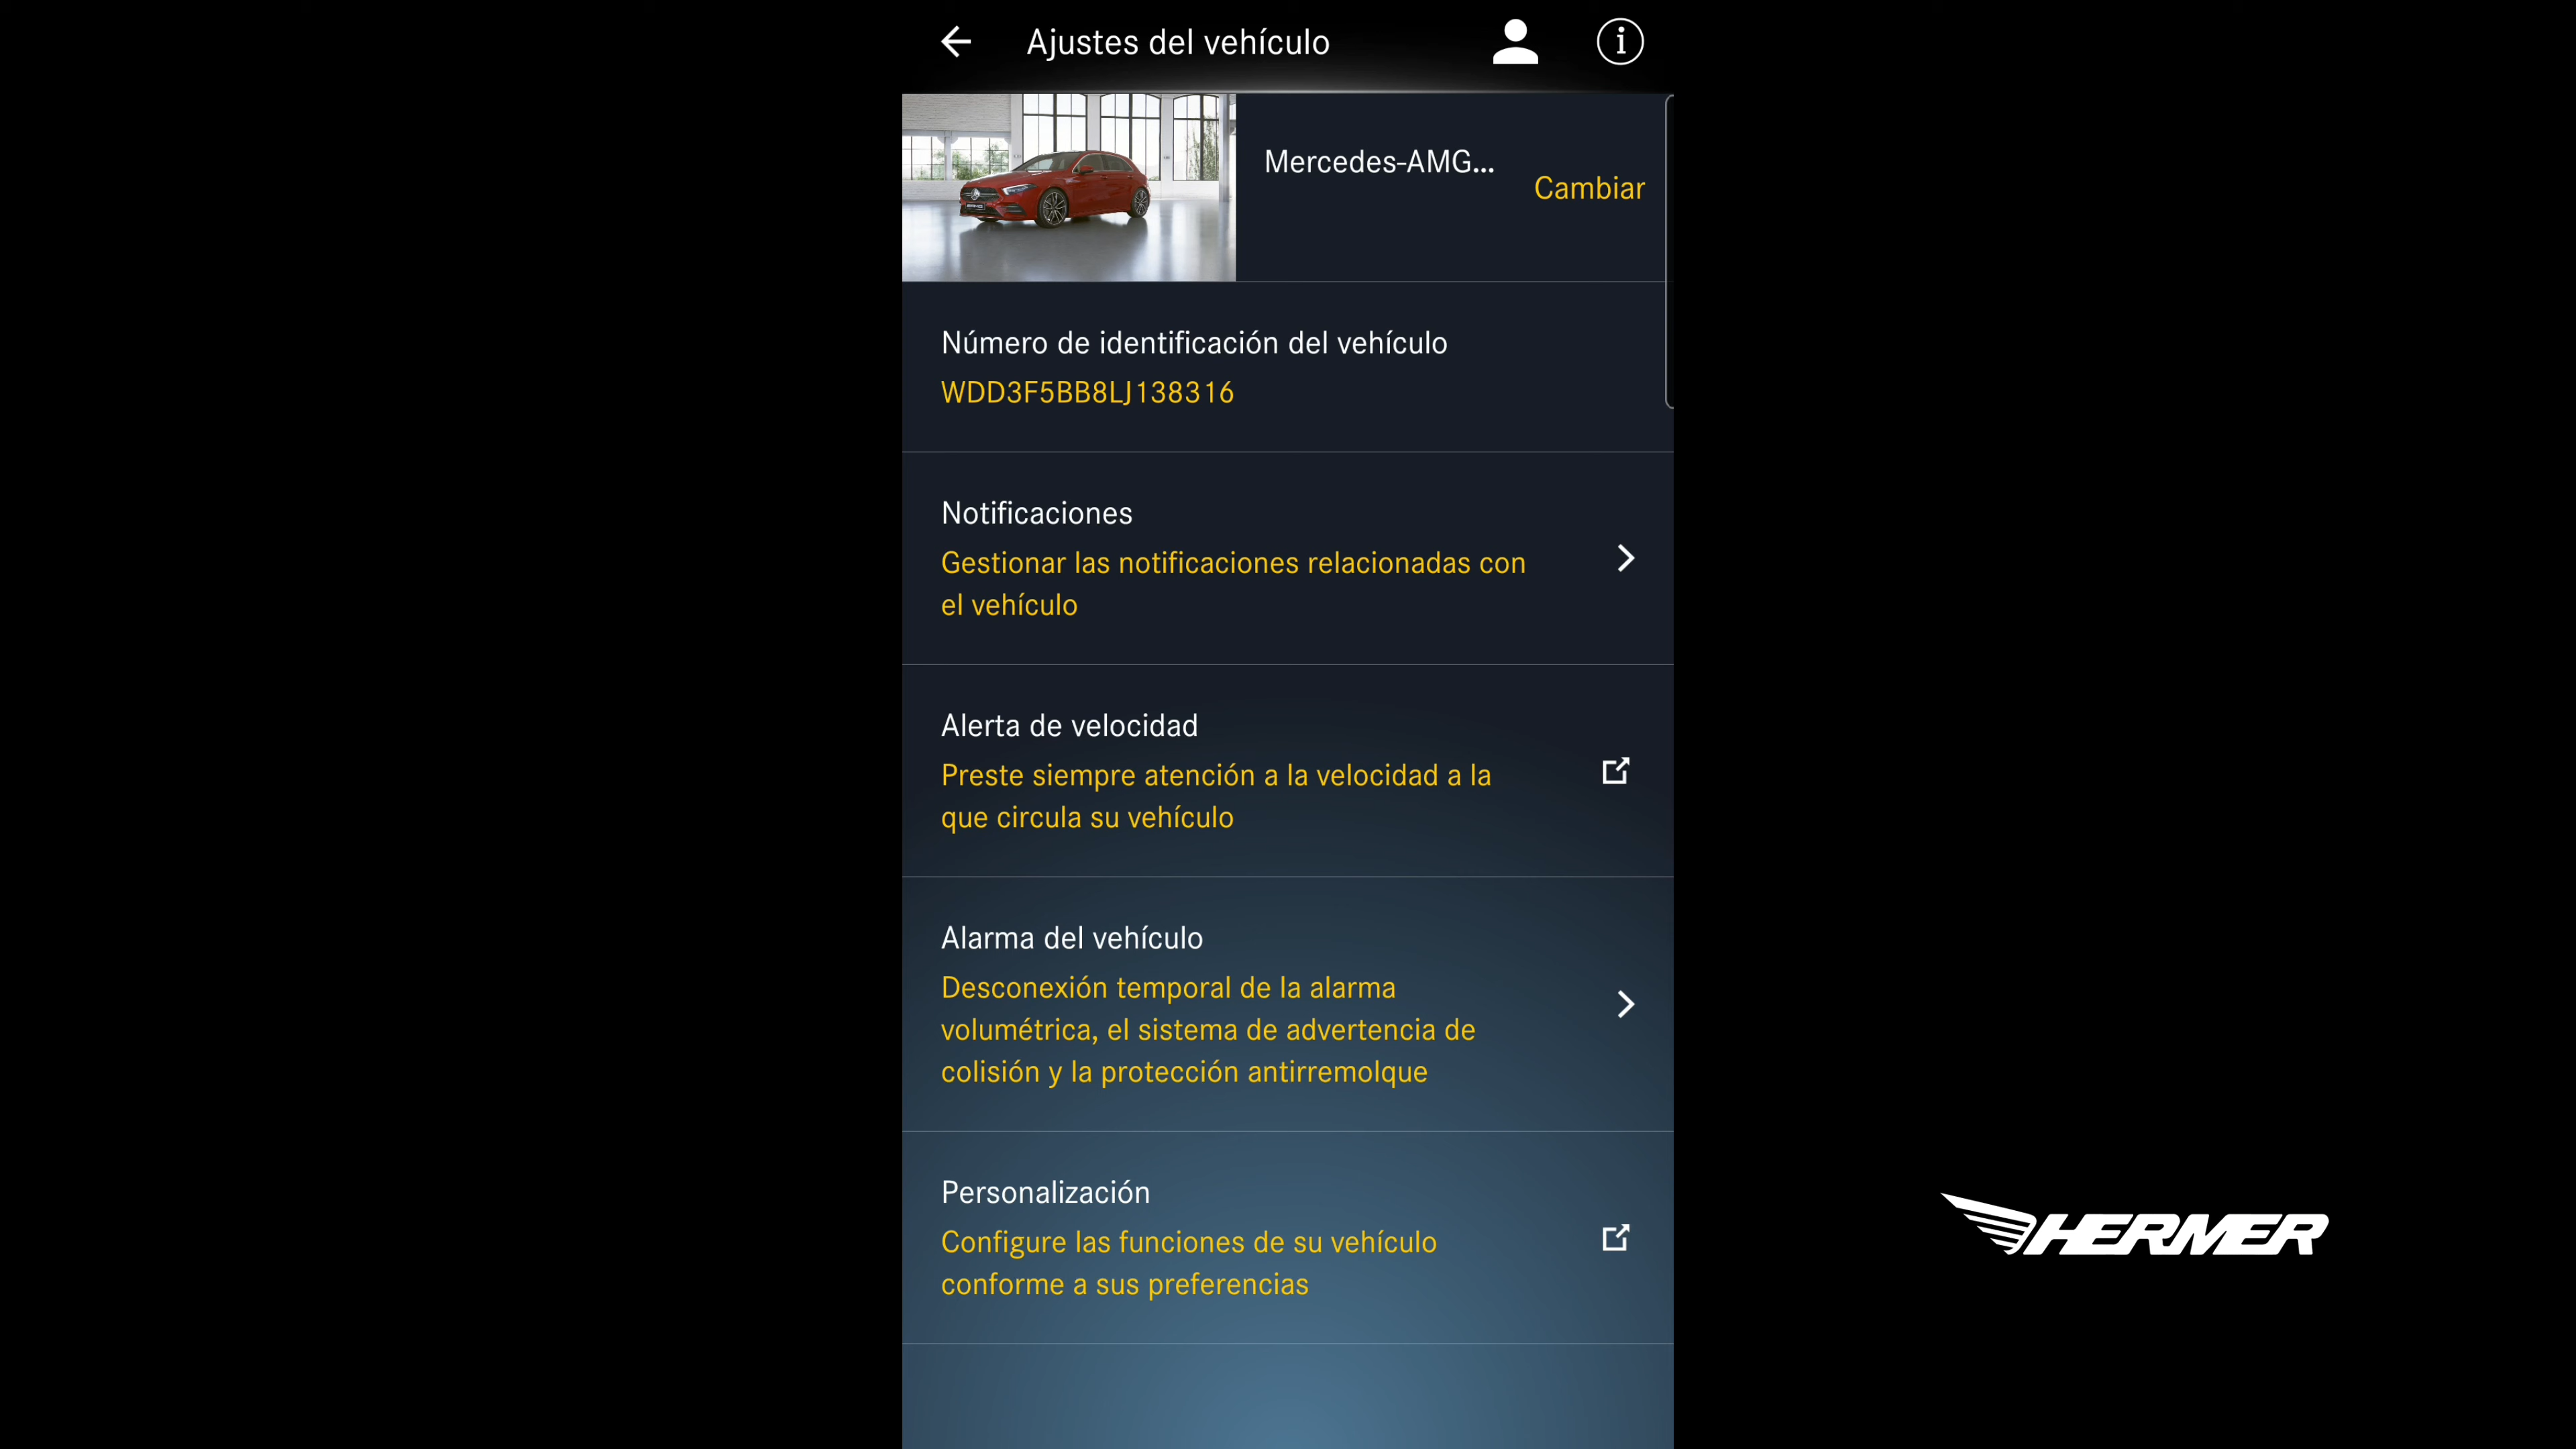 Ajustes del vehículo
Mercedes-AMG...
Cambiar
Número de identificación del vehículo
WDD3F5BB8LJ138316
Notificaciones
Gestionar las notificaciones relacionadas con
el vehículo
Alerta de velocidad
Preste siempre atención a la velocidad a la
que circula su vehículo
Alarma del vehículo
Desconexión temporal de la alarma
volumétrica, el sistema de advertencia de
colisión y la protección antirremolque
Personalización
Configure las funciones de su vehículo
conforme a sus preferencias
HERMER